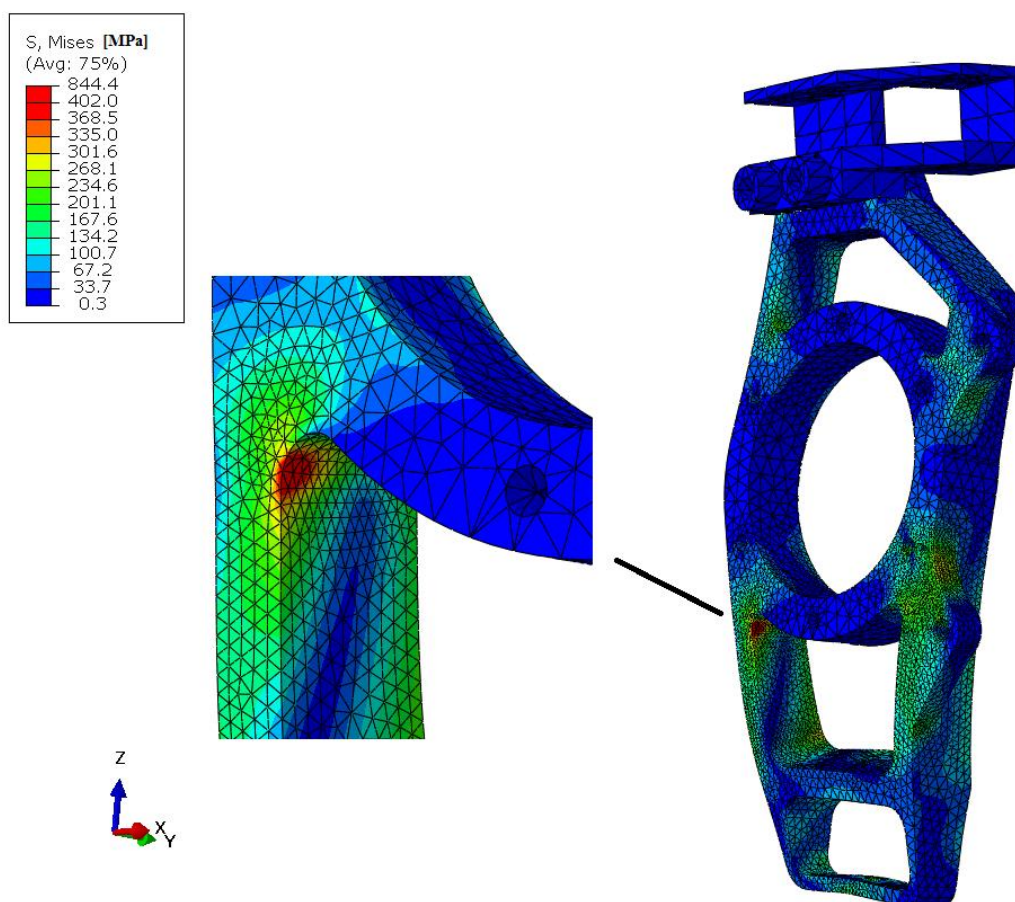 S, Mises [MPa]
(Avg: 75%)
844.4
402.0
368.5
335.0
301.6
268.1
234.6
201.1
167.6
134.2
100.7
67.2
33.7
0.3
Z
X
Y